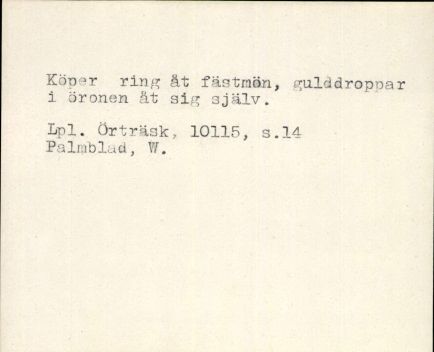 Köper ring åt fästmön, gulddroppar
i öronen åt sig själv.
Lpl. Örträsk, 10115, s.14
Palmblad, W.